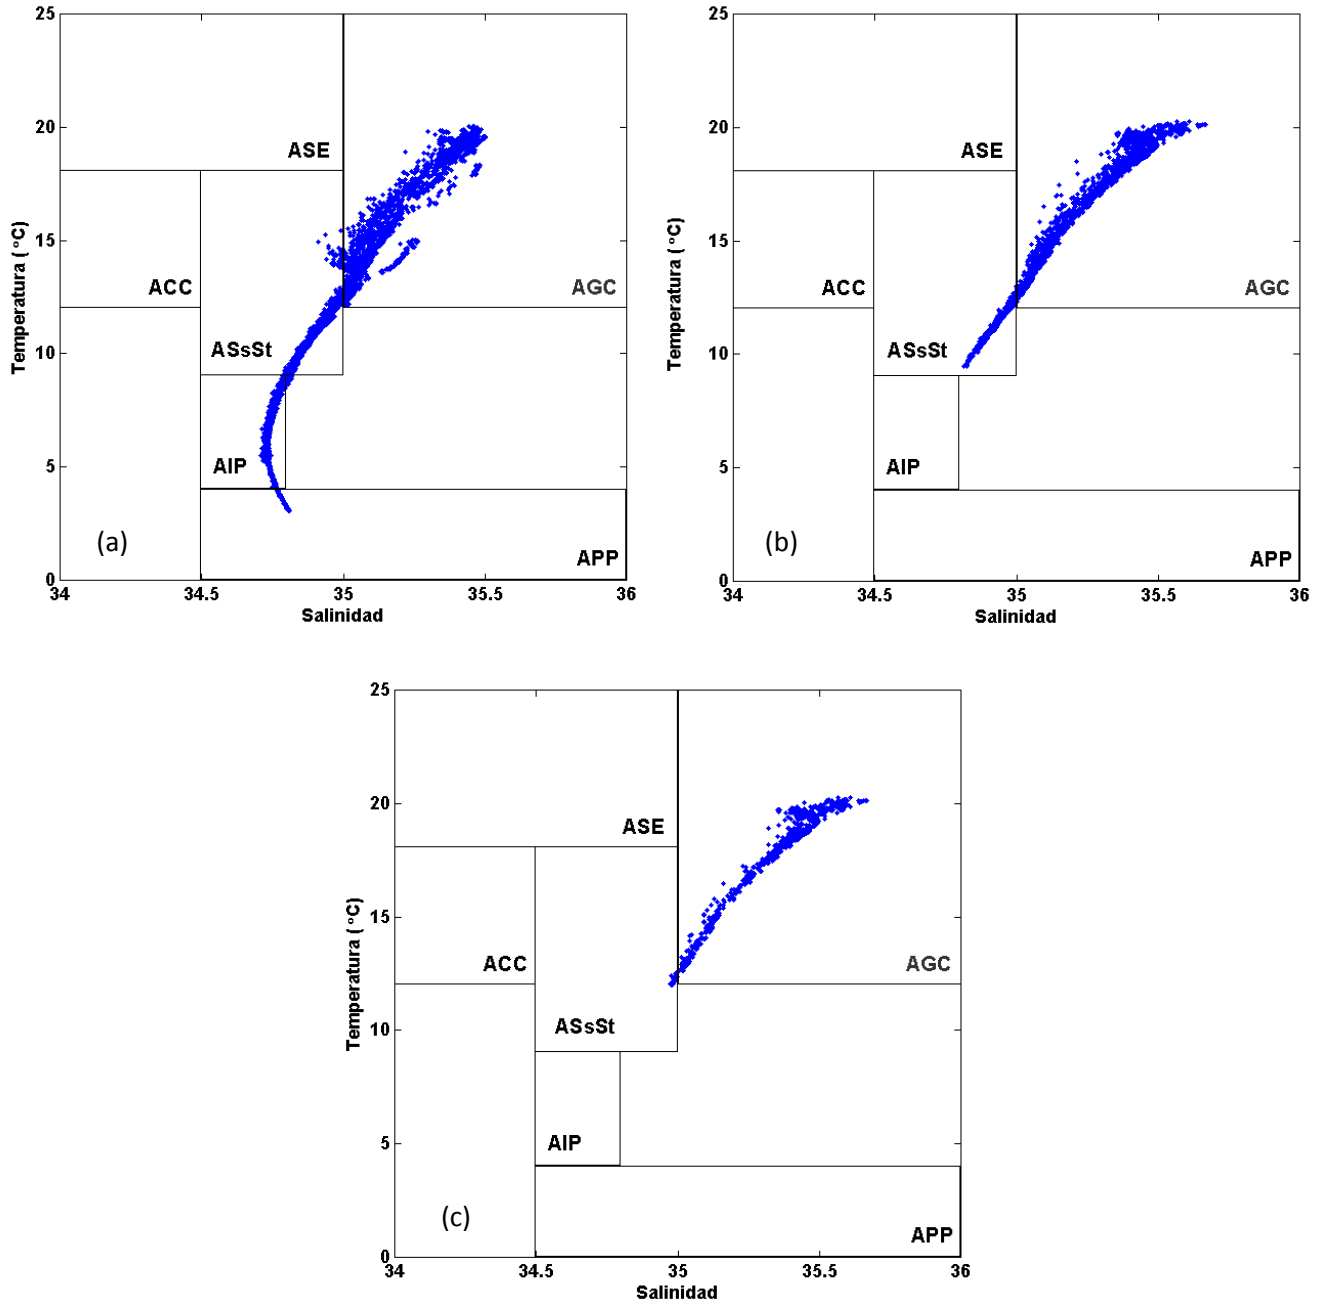 25
20
15
10
5
0
Temperatura ( °C)
ASE
ACC
AGC
ASsSt
AIP
APP
(a)
34
34.5
35
35.5
36
Salinidad
25
20
15
10
5
0
Temperatura ( °C)
ASE
ACC
AGC
ASsSt
AIP
APP
(b)
34
34.5
35
35.5
36
Salinidad
25
20
15
10
5
0
Temperatura ( °C)
ASE
ACC
AGC
ASsSt
AIP
APP
(c)
34
34.5
35
35.5
36
Salinidad